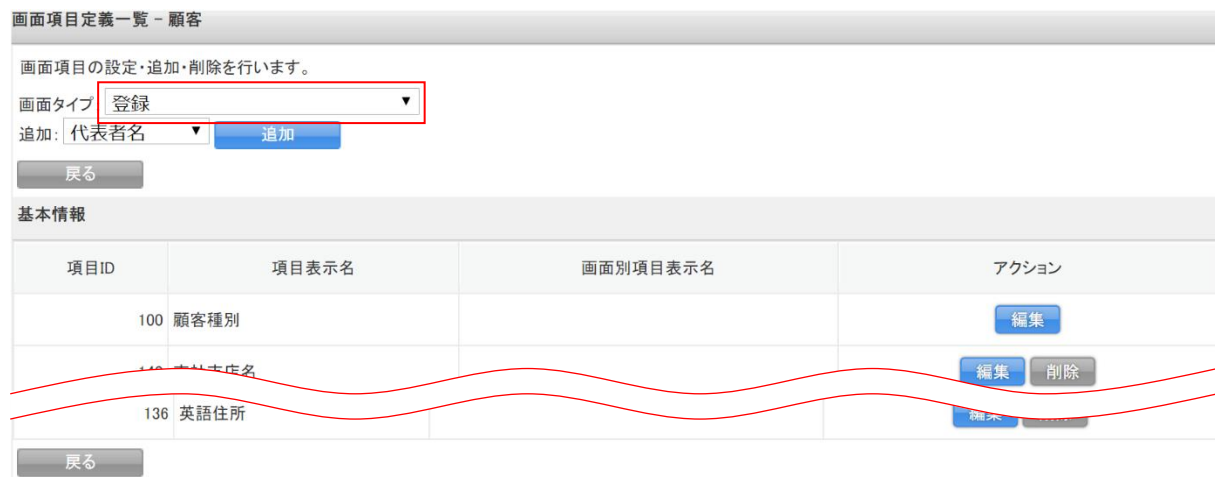 画面項目定義一覧 - 顧客
画面項目の設定・追加・削除を行います。
画面タイプ 登録
追加: 代表者名 追加
戻る
基本情報
項目ID 項目表示名 画面別項目表示名 アクション
100 顧客種別 編集
編集 削除
136 英語住所 編集
戻る